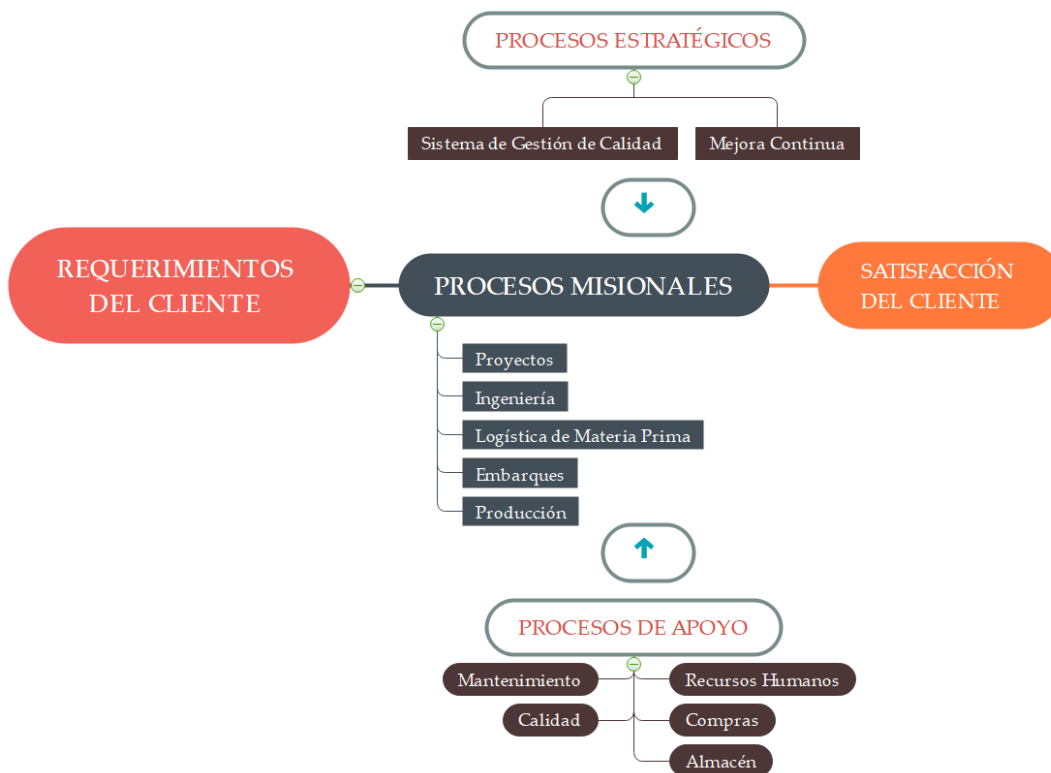 PROCESOS ESTRATÉGICOS
Sistema de Gestión de Calidad
Mejora Continua
REQUERIMIENTOS
DEL CLIENTE
PROCESOS MISIONALES
SATISFACCIÓN
DEL CLIENTE
Proyectos
Ingeniería
Logística de Materia Prima
Embarques
Producción
PROCESOS DE APOYO
Mantenimiento
Recursos Humanos
Calidad
Compras
Almacén